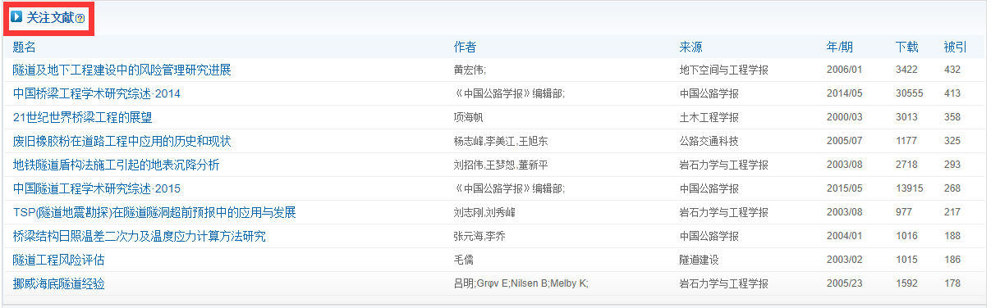 关注文献?
题名 作者 来源 年/期 下载 被引
隧道及地下工程建设中的风险管理研究进展 黄宏伟; 地下空间与工程学报 2006/01 3422 432
中国桥梁工程学术研究综述·2014 《中国公路学报》编辑部; 中国公路学报 2014/05 30555 413
21世纪世界桥梁工程的展望 项海帆 土木工程学报 2000/03 3013 358
废旧橡胶粉在道路工程中应用的历史和现状 杨志峰,李美江,王旭东 公路交通科技 2005/07 1177 325
地铁隧道盾构法施工引起的地表沉降分析 刘招伟,王梦恕,董新平 岩石力学与工程学报 2003/08 2718 293
中国隧道工程学术研究综述·2015 《中国公路学报》编辑部; 中国公路学报 2015/05 13915 268
TSP(隧道地震勘探)在隧道隧洞超前预报中的应用与发展 刘志刚,刘秀峰 岩石力学与工程学报 2003/08 977 217
桥梁结构日照温差二次力及温度应力计算方法研究 张元海,李乔 中国公路学报 2004/01 1016 188
隧道工程风险评估 毛儒 隧道建设 2003/02 1015 186
挪威海底隧道经验 吕明;Grφv E;Nilsen B;Melby K; 岩石力学与工程学报 2005/23 1592 178